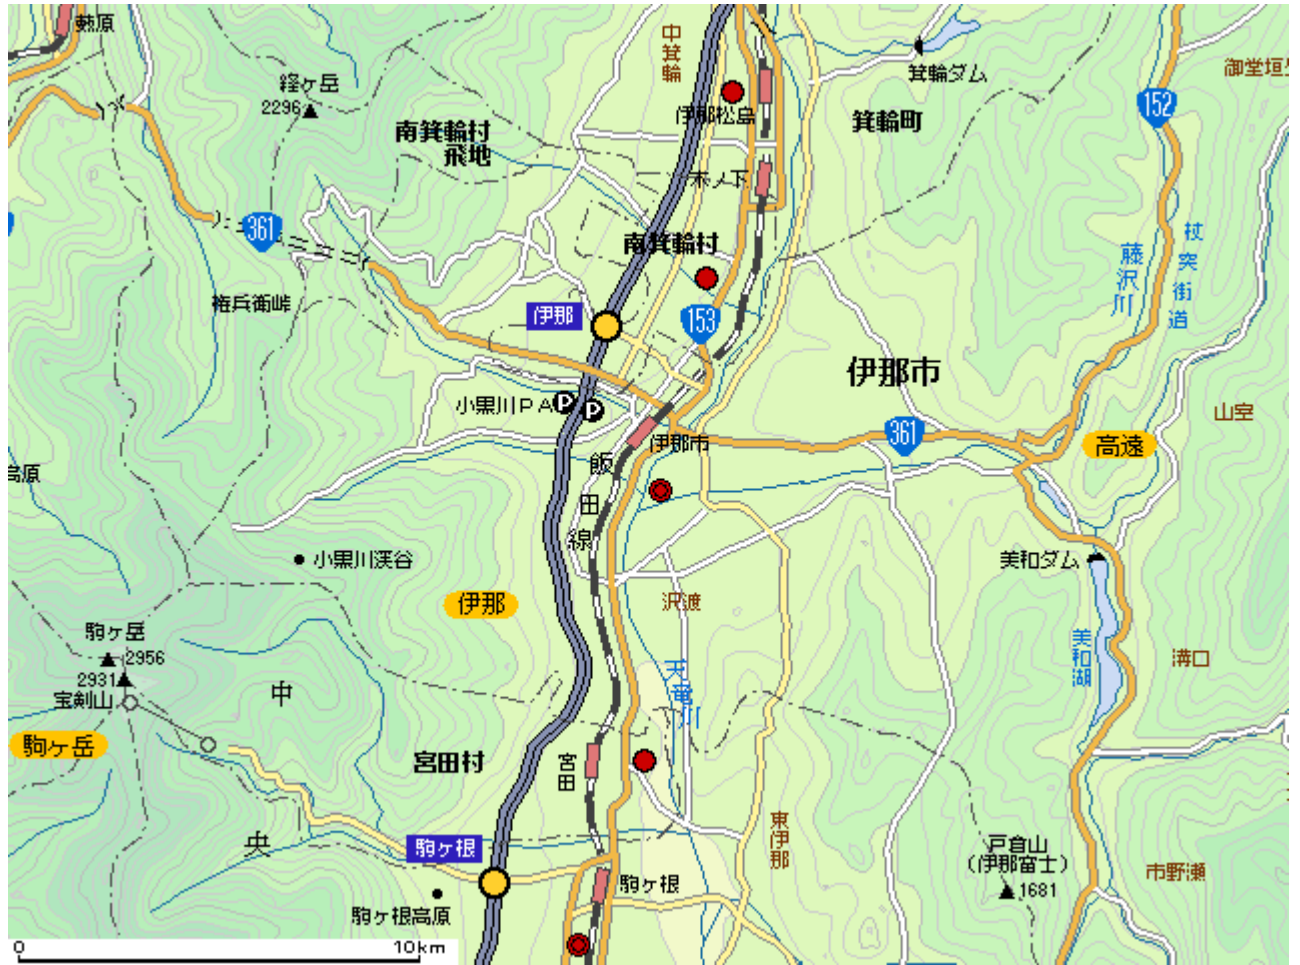 藪原
中箕輪
箕輪ダム
御堂垣外
経ヶ岳
2296
伊那松島
152
南箕輪村
飛地
箕輪町
木ノ下
361
南箕輪村
杖突街道
藤沢川
権兵衛峠
伊那
153
伊那市
小黒川PA
P
P
山室
361
伊那市
高遠
高原
飯田線
小黒川渓谷
美和ダム
伊那
沢渡
駒ヶ岳
2956
2931
宝剣山
美和湖
溝口
天竜川
中央
駒ヶ岳
宮田村
宮田
東伊那
駒ヶ根
戸倉山
(伊那富士)
1681
市野瀬
駒ヶ根
駒ヶ根高原
0
10km